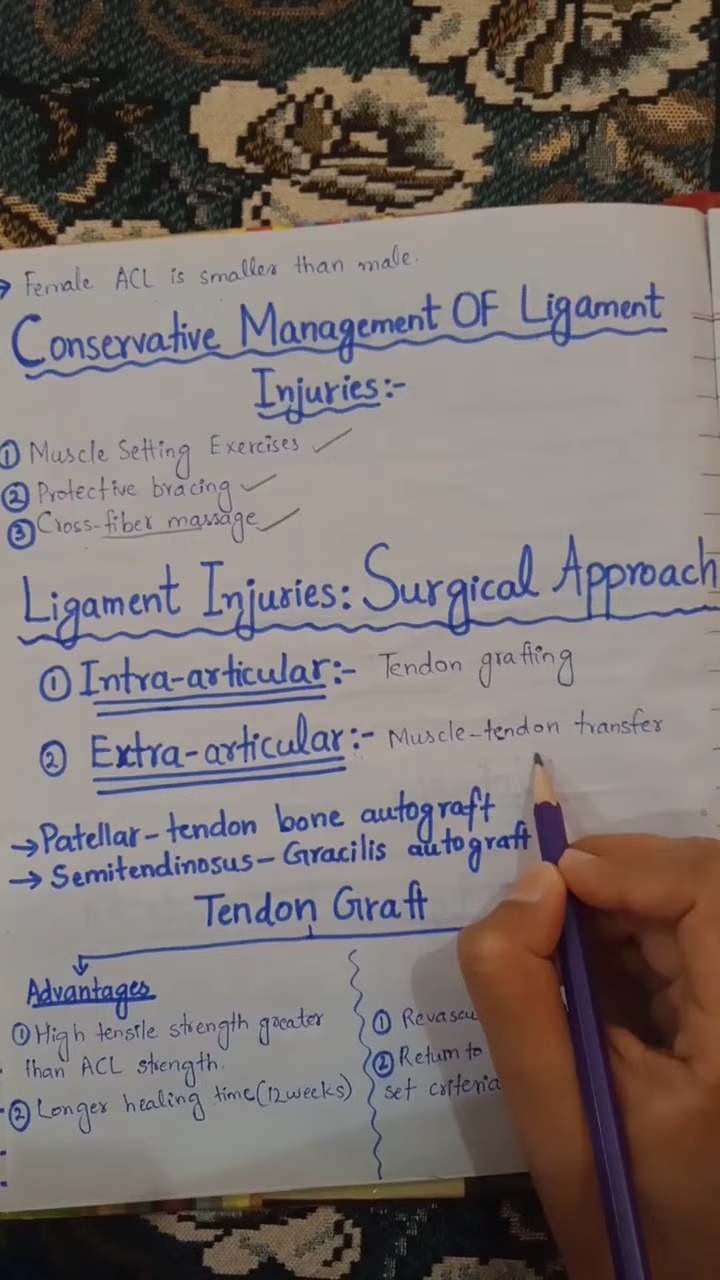 → Female ACL is smaller than male.
Conservative Management OF Ligament
Injuries:-
① Muscle Setting Exercises ✓
② Protective bracing ✓
③ Cross-fiber massage ✓
Ligament Injuries: Surgical Approach
① Intra-articular:- Tendon grafting
② Extra-articular:- Muscle-tendon transfer
→ Patellar-tendon bone autograft
→ Semitendinosus-Gracilis autograft
Tendon Graft
Advantages
① High tensile strength greater
than ACL strength.
② Longer healing time (12 weeks)
①
② Return to
set criteria